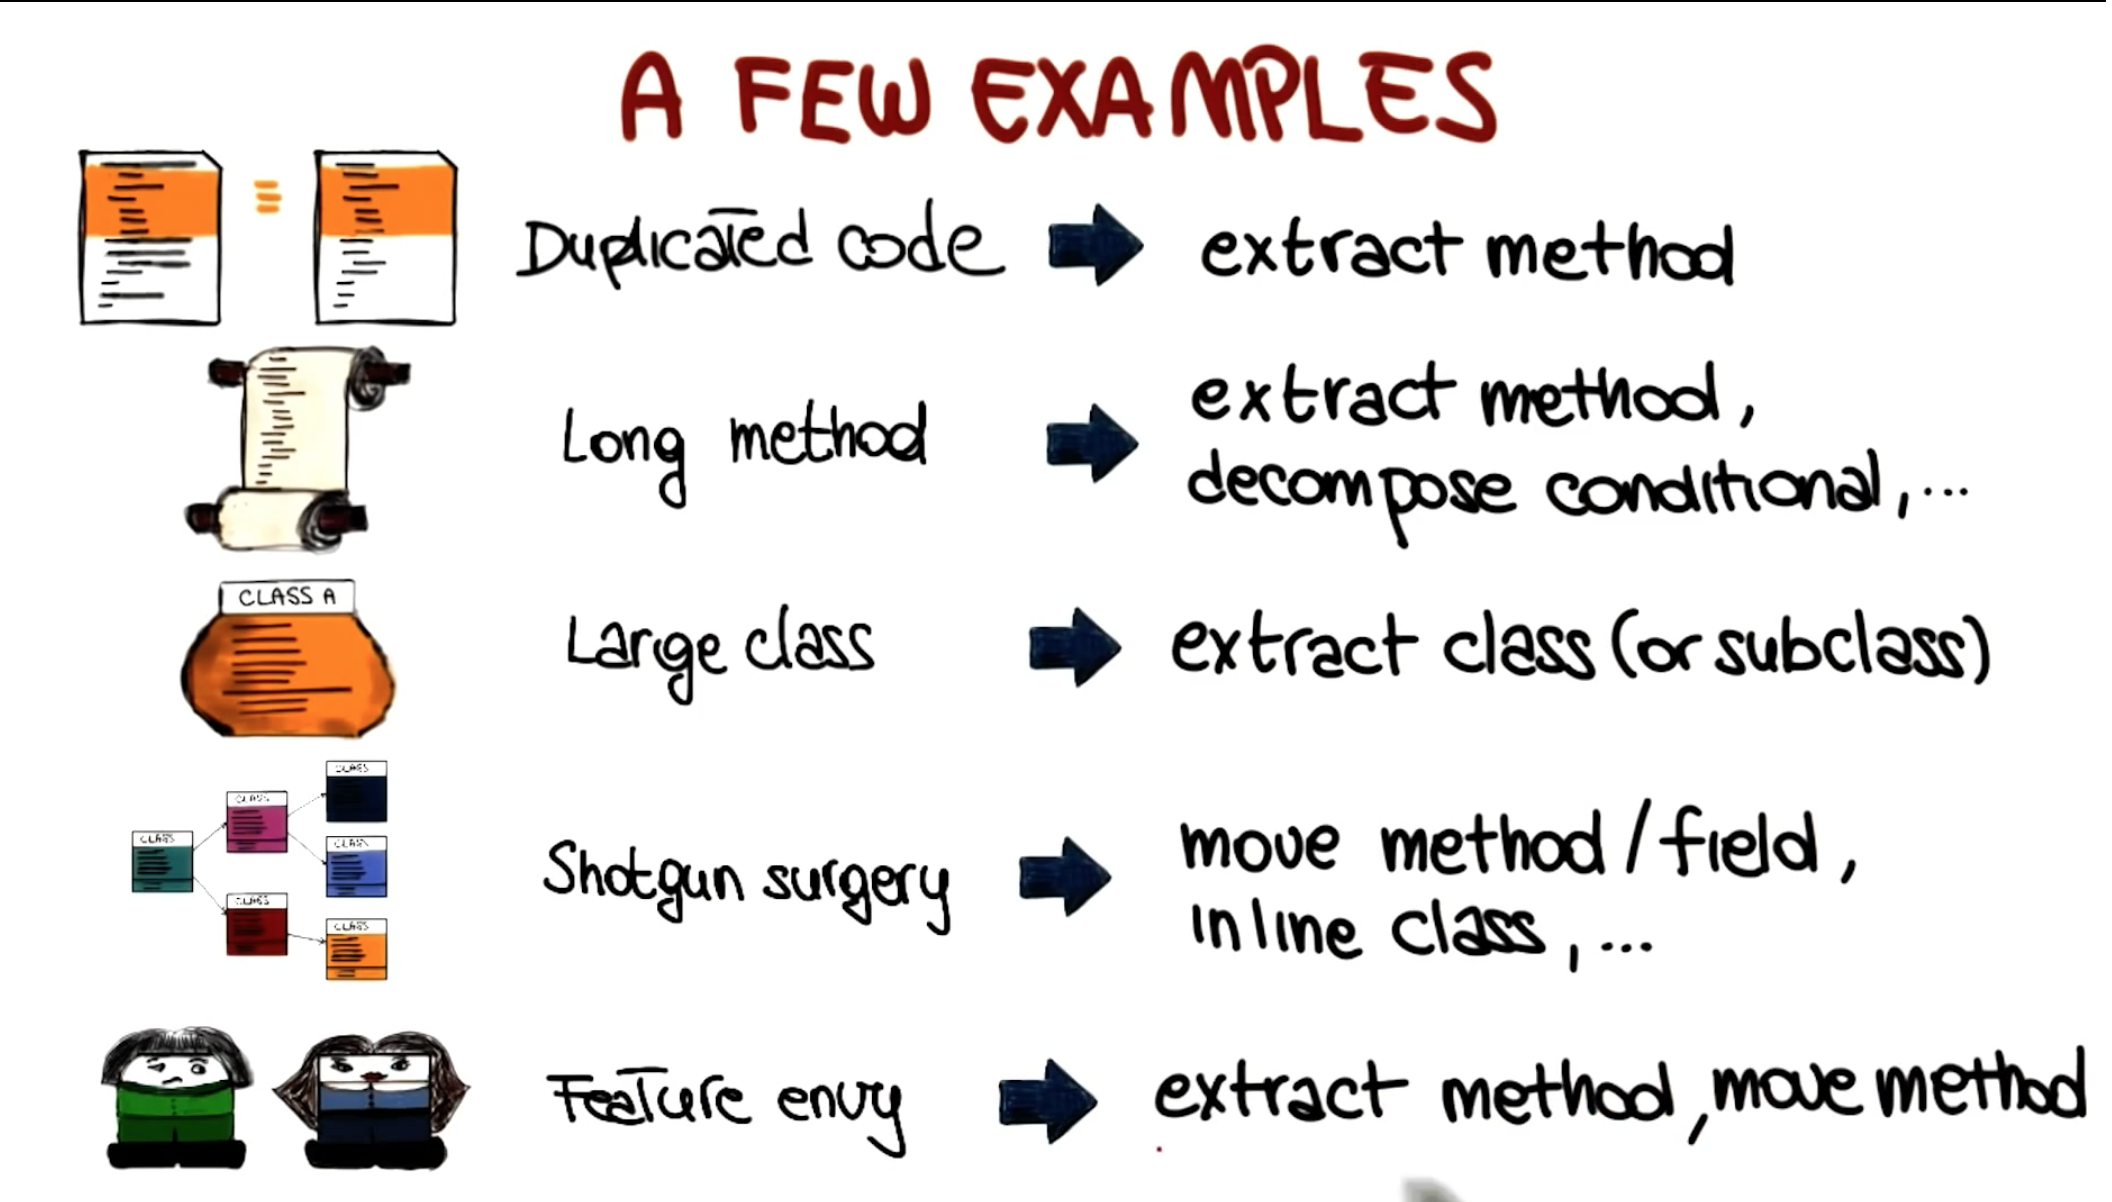 A FEW EXAMPLES
Duplicated code
extract method
Long method
extract method,
decompose conditional, ...
CLASS A
Large class
extract class (or subclass)
CLASS
CLASS
CLASS
CLASS
CLASS
CLASS
Shotgun surgery
move method / field,
inline class, ...
Feature envy
extract method, move method